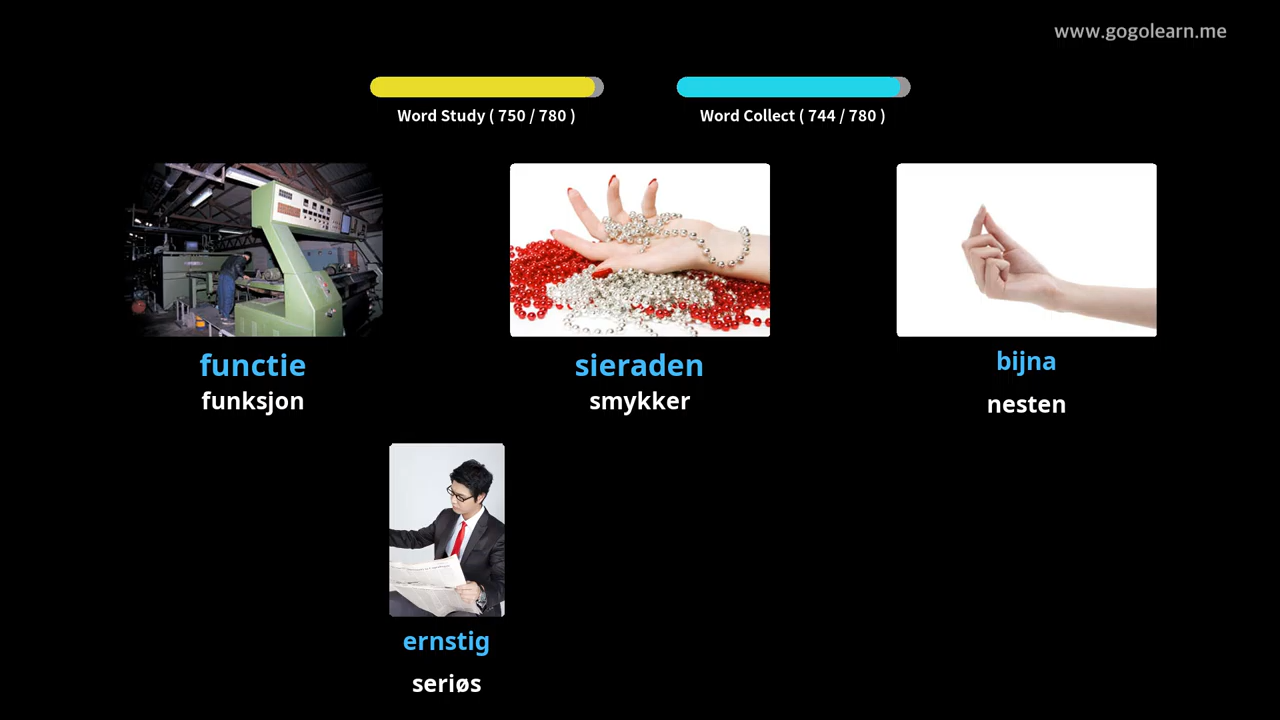 www.gogolearn.me
Word Study ( 750 / 780 )
Word Collect ( 744 / 780 )
functie
funksjon
sieraden
smykker
bijna
nesten
ernstig
seriøs